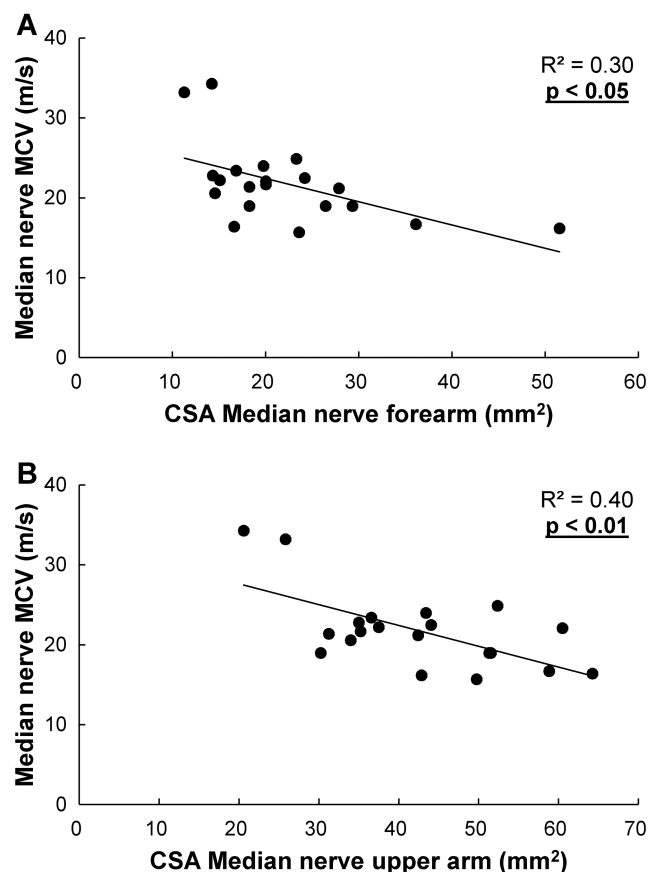 A
40
30
20
10
0
Median nerve MCV (m/s)
R² = 0.30
p < 0.05
0 10 20 30 40 50 60
CSA Median nerve forearm (mm²)
B
40
30
20
10
0
Median nerve MCV (m/s)
R² = 0.40
p < 0.01
0 10 20 30 40 50 60 70
CSA Median nerve upper arm (mm²)